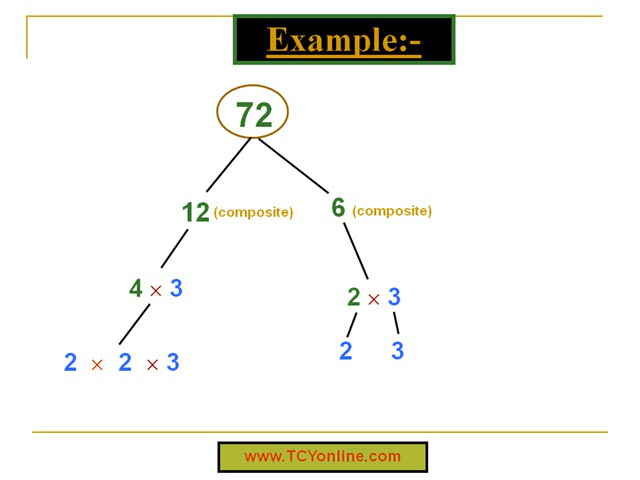 Example:-
72
12 (composite) 6 (composite)
4 × 3 2 × 3
2 3
2 × 2 × 3
www.TCYonline.com